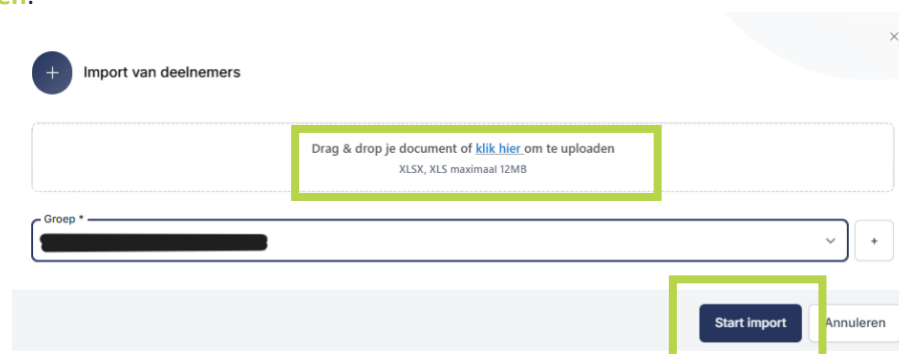 en.
Import van deelnemers
Drag & drop je document of klik hier om te uploaden
XLSX, XLS maximaal 12MB
Groep *
Start import
Annuleren